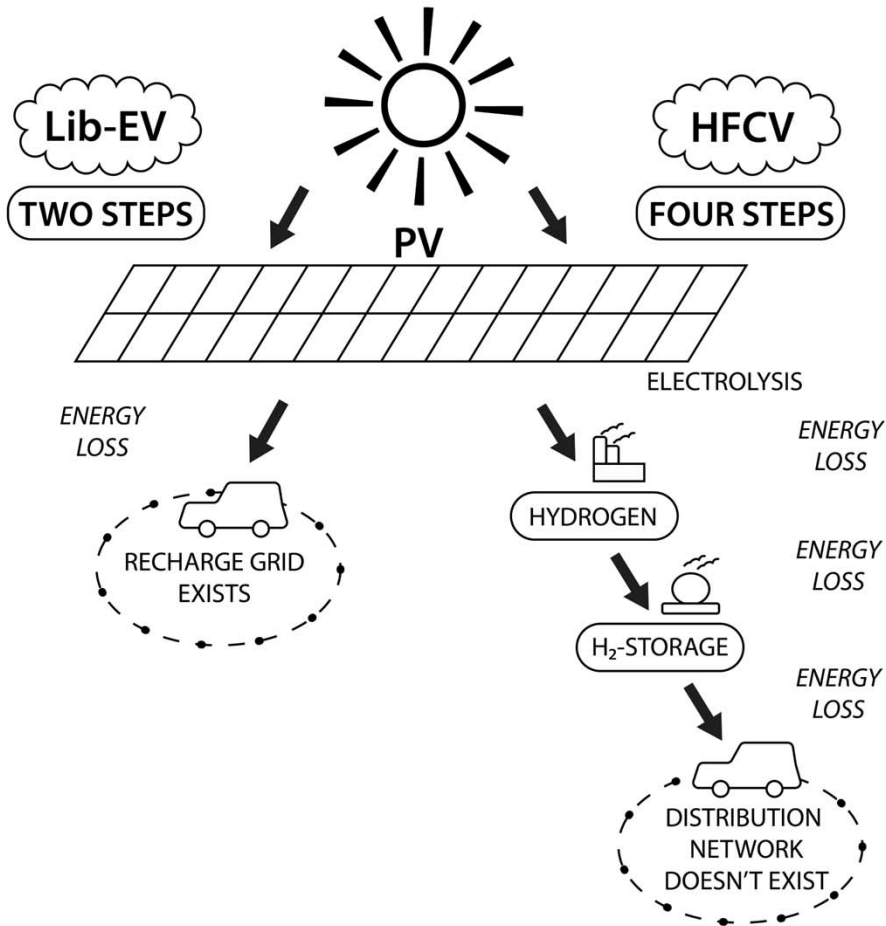 Lib-EV
TWO STEPS
HFCV
FOUR STEPS
PV
ELECTROLYSIS
ENERGY
LOSS
RECHARGE GRID
EXISTS
ENERGY
LOSS
HYDROGEN
ENERGY
LOSS
H₂-STORAGE
ENERGY
LOSS
DISTRIBUTION
NETWORK
DOESN'T EXIST